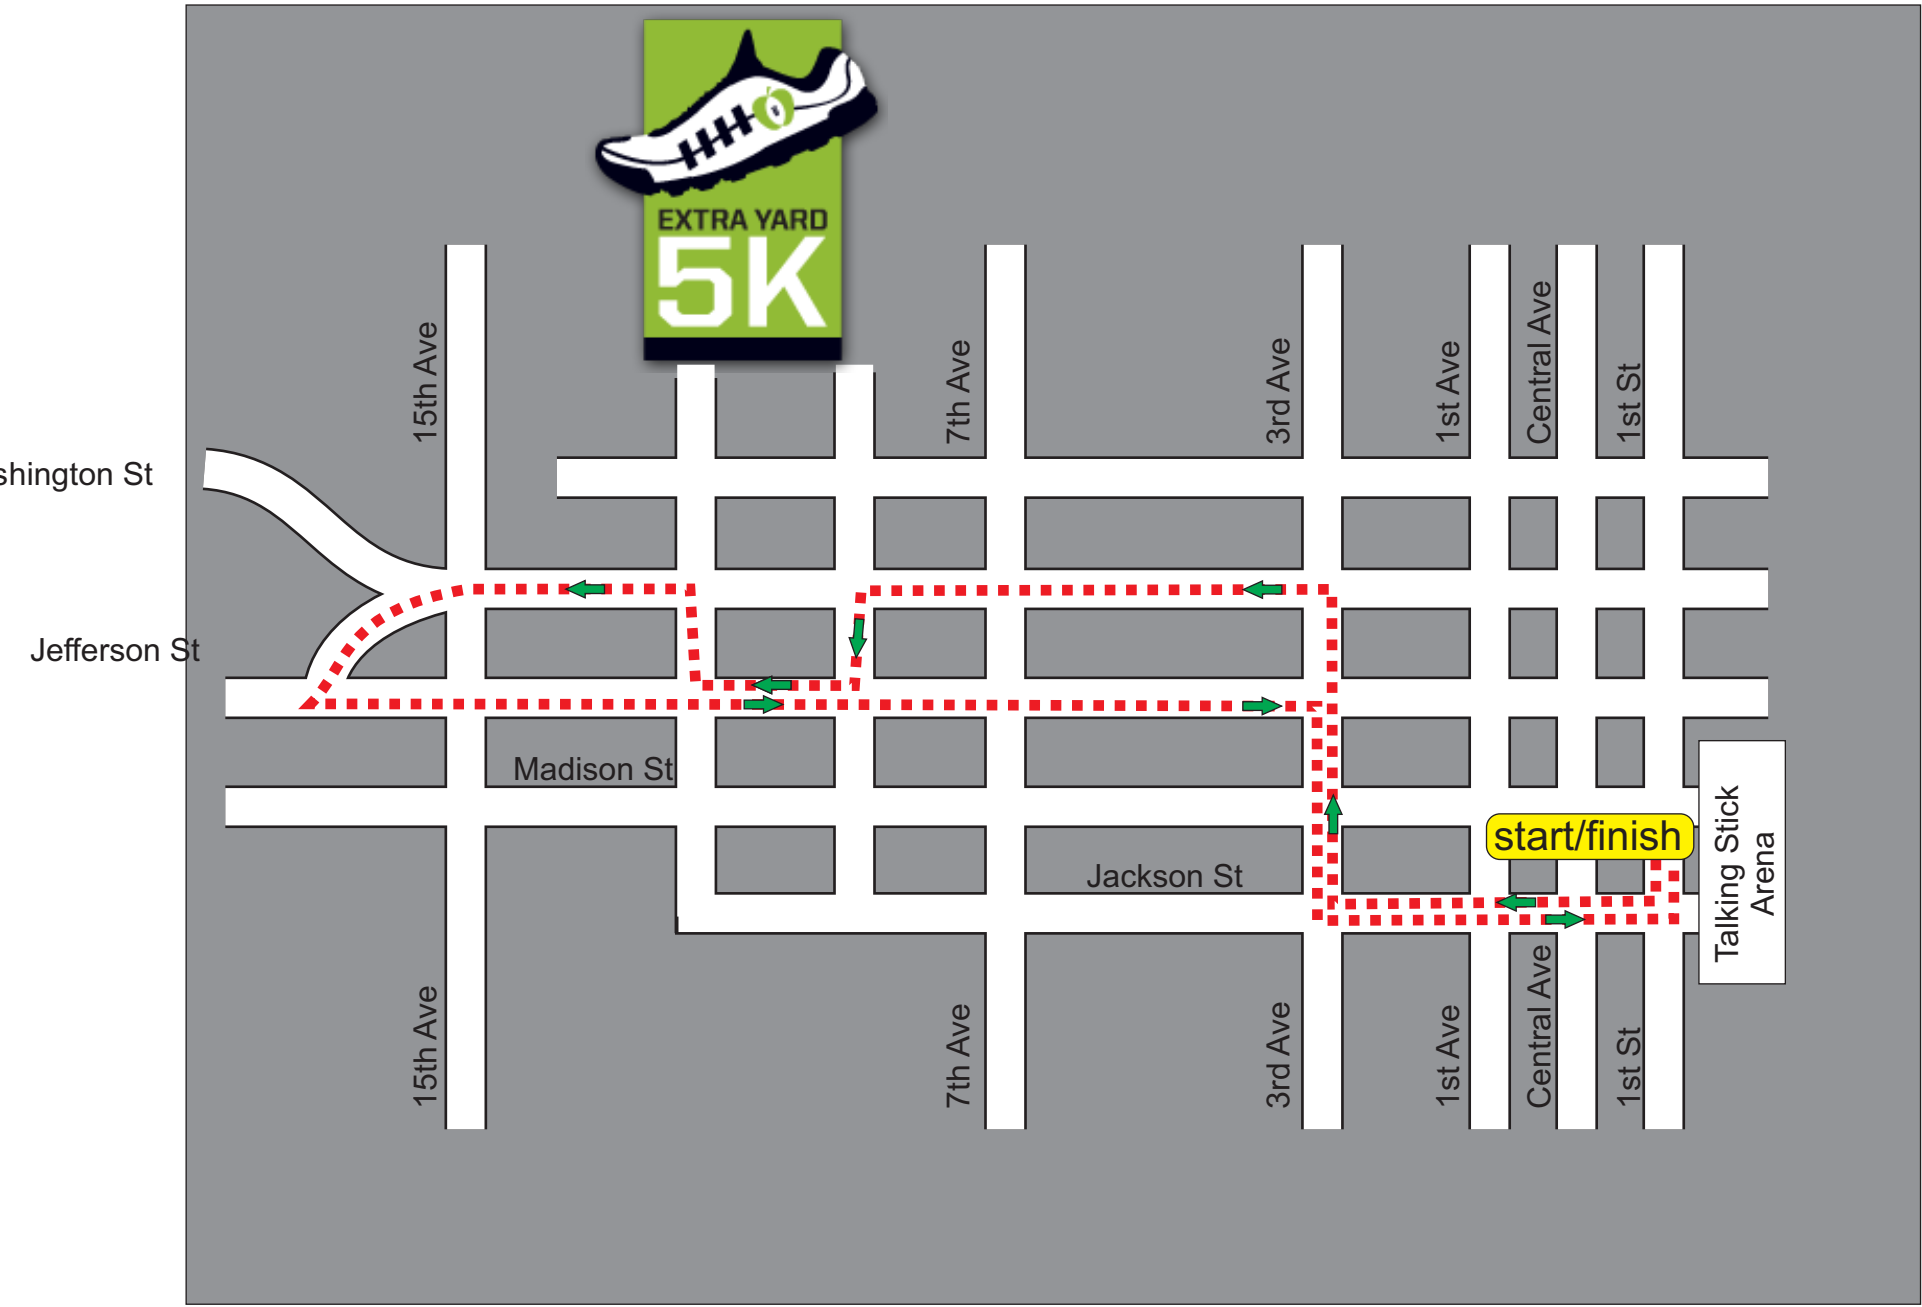 EXTRA YARD
5K
15th Ave
7th Ave
3rd Ave
1st Ave
Central Ave
1st St
shington St
Jefferson St
Madison St
start/finish
Jackson St
Talking Stick
Arena
15th Ave
7th Ave
3rd Ave
1st Ave
Central Ave
1st St